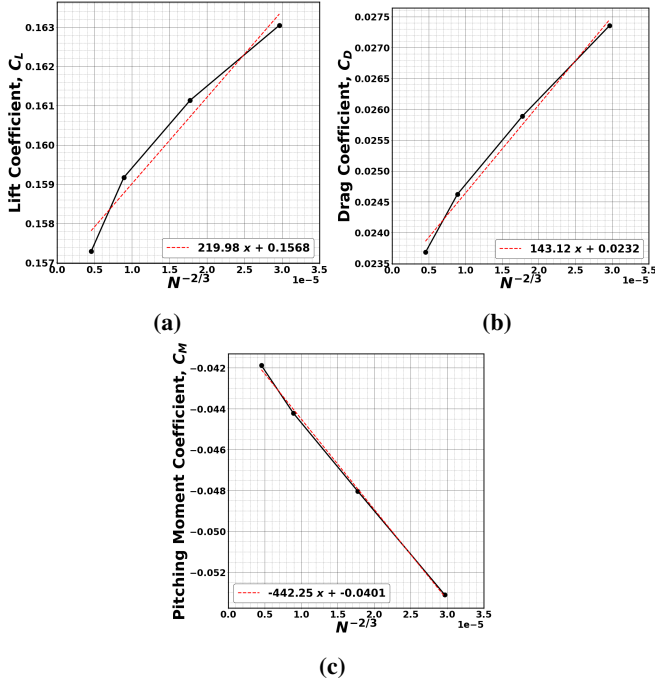 0.163
0.162
0.161
0.160
0.159
0.158
0.157
Lift Coefficient, C_L
219.98 x + 0.1568
0.0 0.5 1.0 1.5 2.0 2.5 3.0 3.5
N^{-2/3}
1e−5
(a)
0.0275
0.0270
0.0265
0.0260
0.0255
0.0250
0.0245
0.0240
0.0235
Drag Coefficient, C_D
143.12 x + 0.0232
0.0 0.5 1.0 1.5 2.0 2.5 3.0 3.5
N^{-2/3}
1e−5
(b)
−0.042
−0.044
−0.046
−0.048
−0.050
−0.052
Pitching Moment Coefficient, C_M
-442.25 x + -0.0401
0.0 0.5 1.0 1.5 2.0 2.5 3.0 3.5
N^{-2/3}
1e−5
(c)